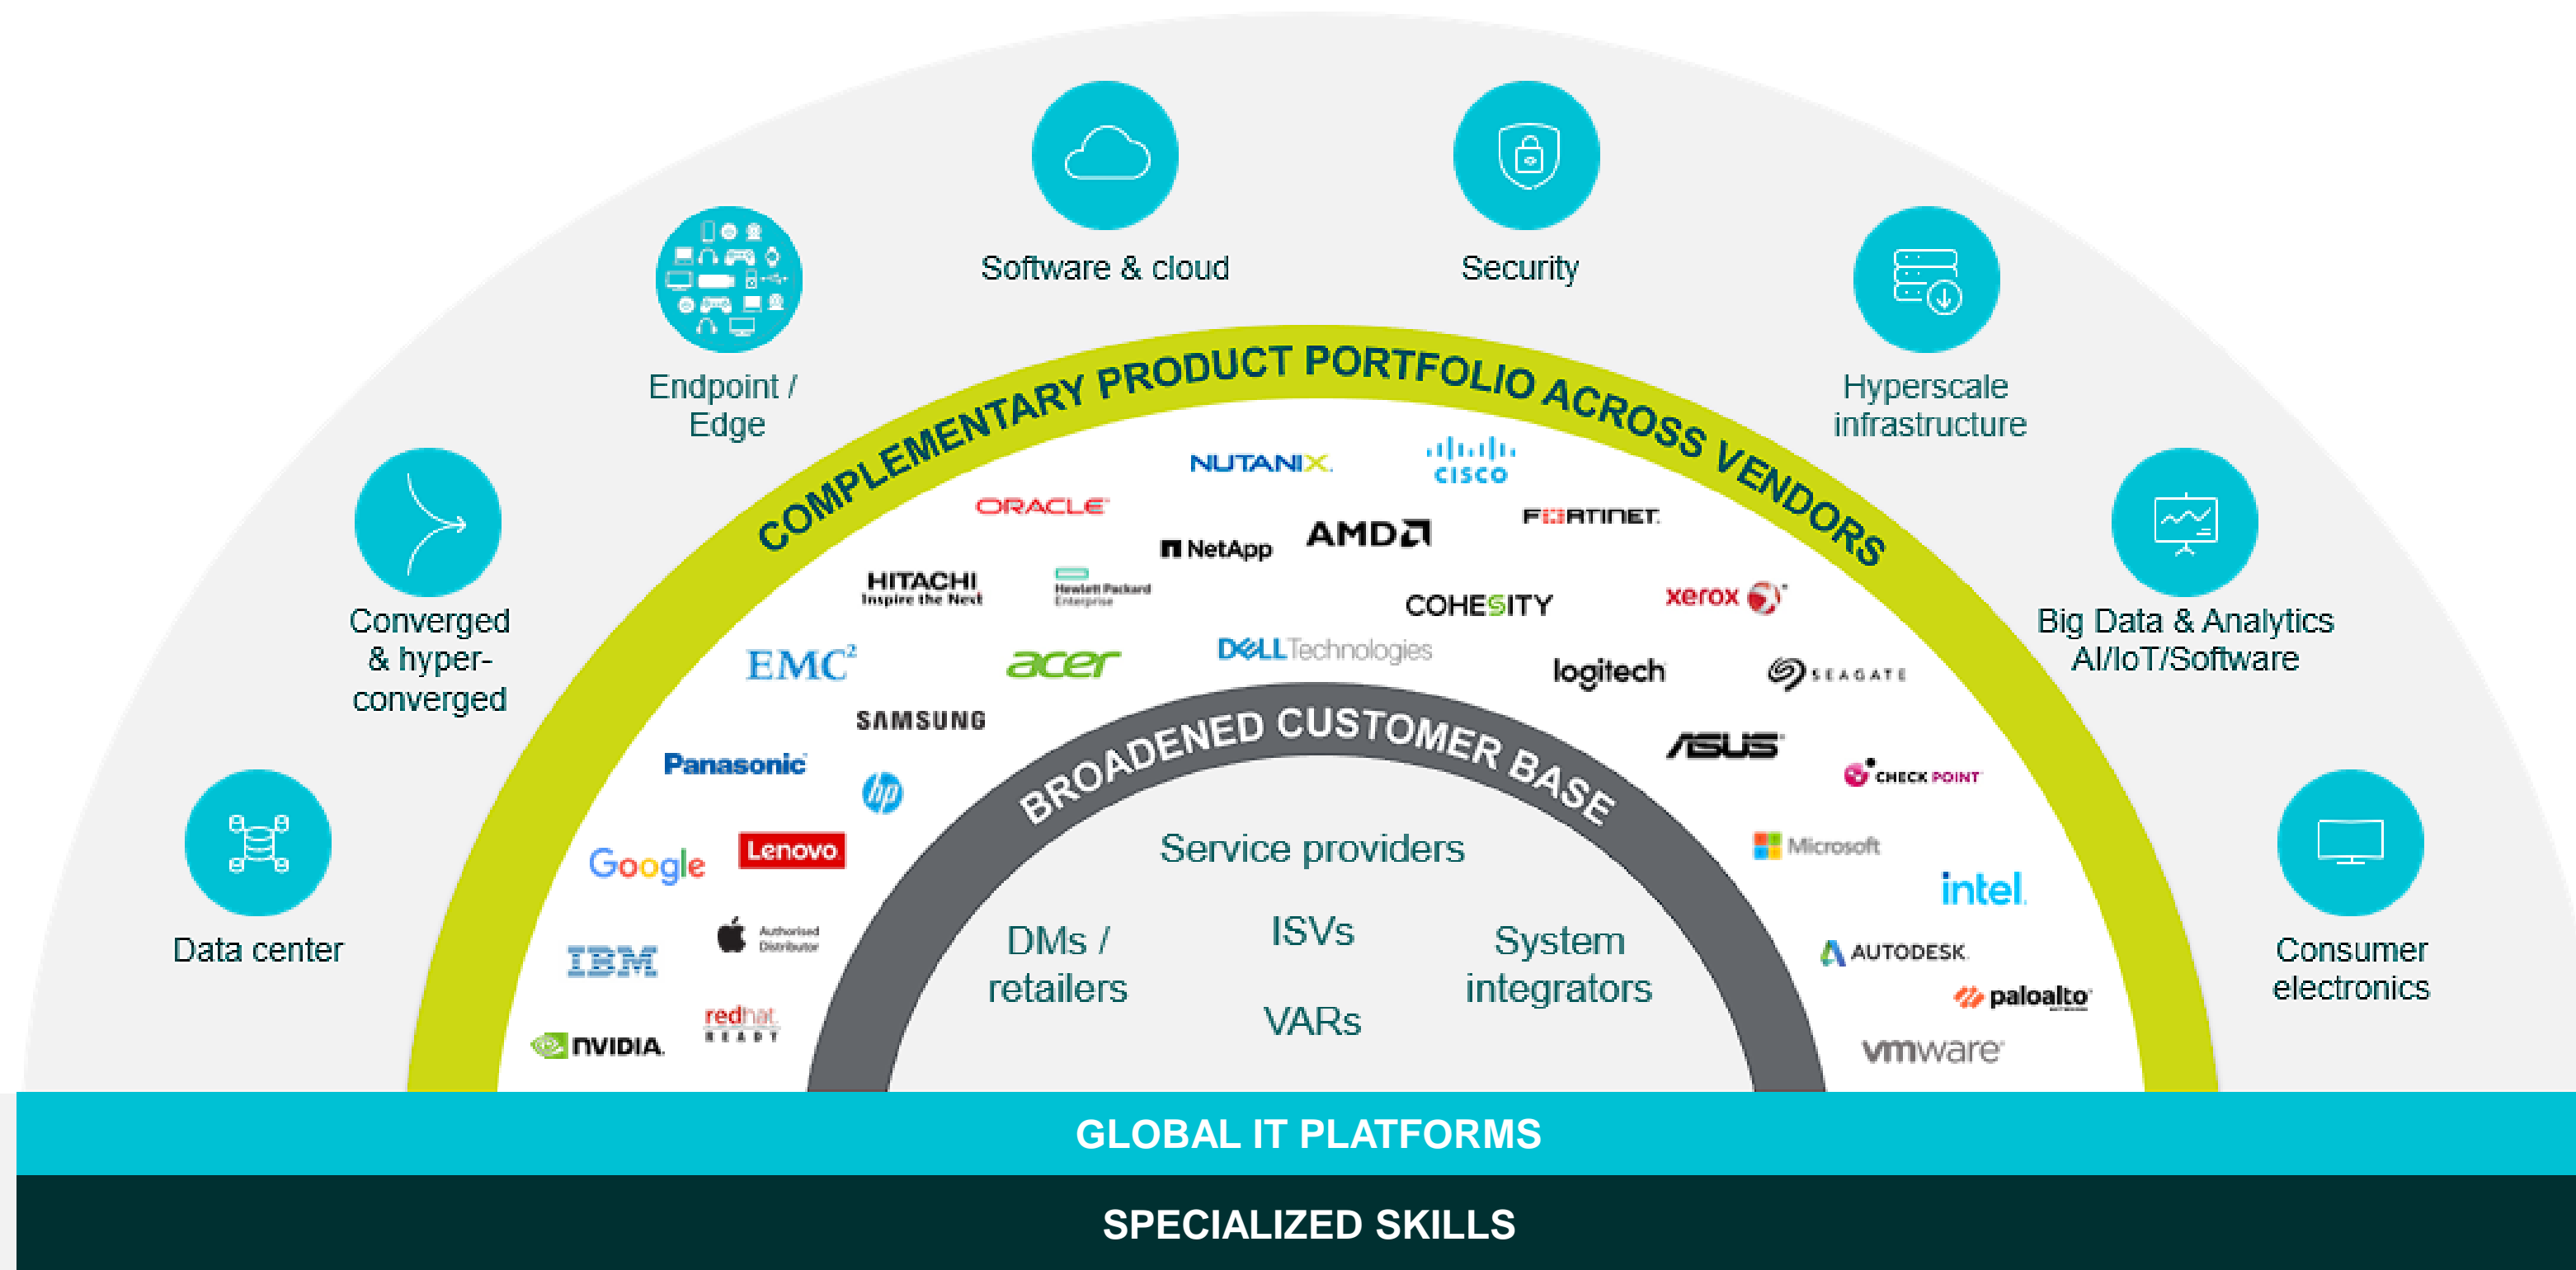 Software & cloud
Security
Endpoint /
Edge
Hyperscale
infrastructure
Converged
& hyper-
converged
Big Data & Analytics
AI/IoT/Software
Data center
Consumer
electronics
COMPLEMENTARY PRODUCT PORTFOLIO ACROSS VENDORS
NUTANIX
CISCO
ORACLE
FORTINET
NetApp
AMD
HITACHI
Inspire the Next
Hewlett Packard
Enterprise
COHESITY
xerox
EMC²
acer
DELL Technologies
logitech
SEAGATE
SAMSUNG
ASUS
Panasonic
hp
CHECK POINT
Google
Lenovo
Microsoft
intel
IBM
Authorised
Distributor
AUTODESK
paloalto
NVIDIA
redhat
READY
vmware
BROADENED CUSTOMER BASE
Service providers
DMs /
retailers
ISVs
System
integrators
VARs
GLOBAL IT PLATFORMS
SPECIALIZED SKILLS